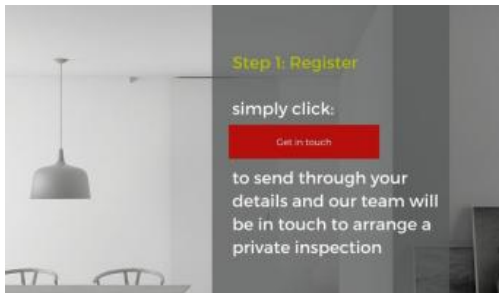 Step 1: Register
simply click:
Get in touch
to send through your
details and our team will
be in touch to arrange a
private inspection